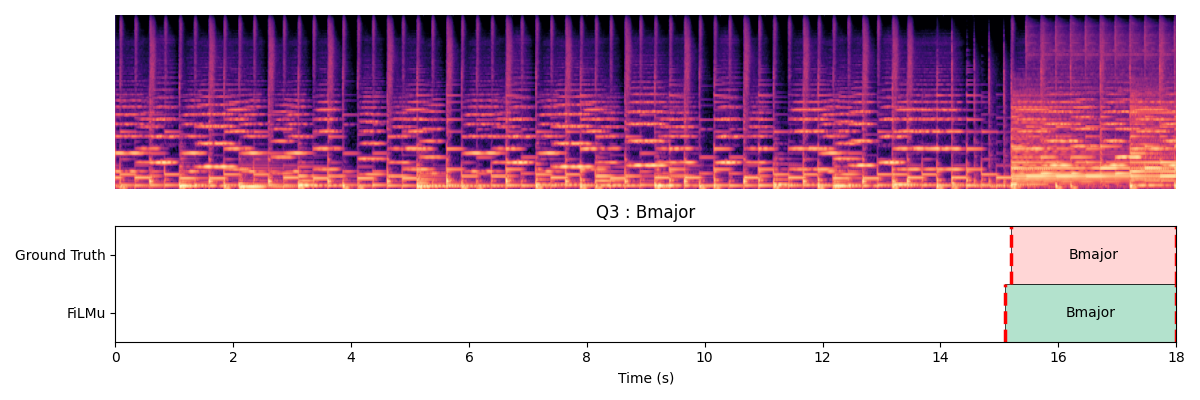 Q3 : Bmajor
Ground Truth
Bmajor
FiLMu
Bmajor
0 2 4 6 8 10 12 14 16 18
Time (s)